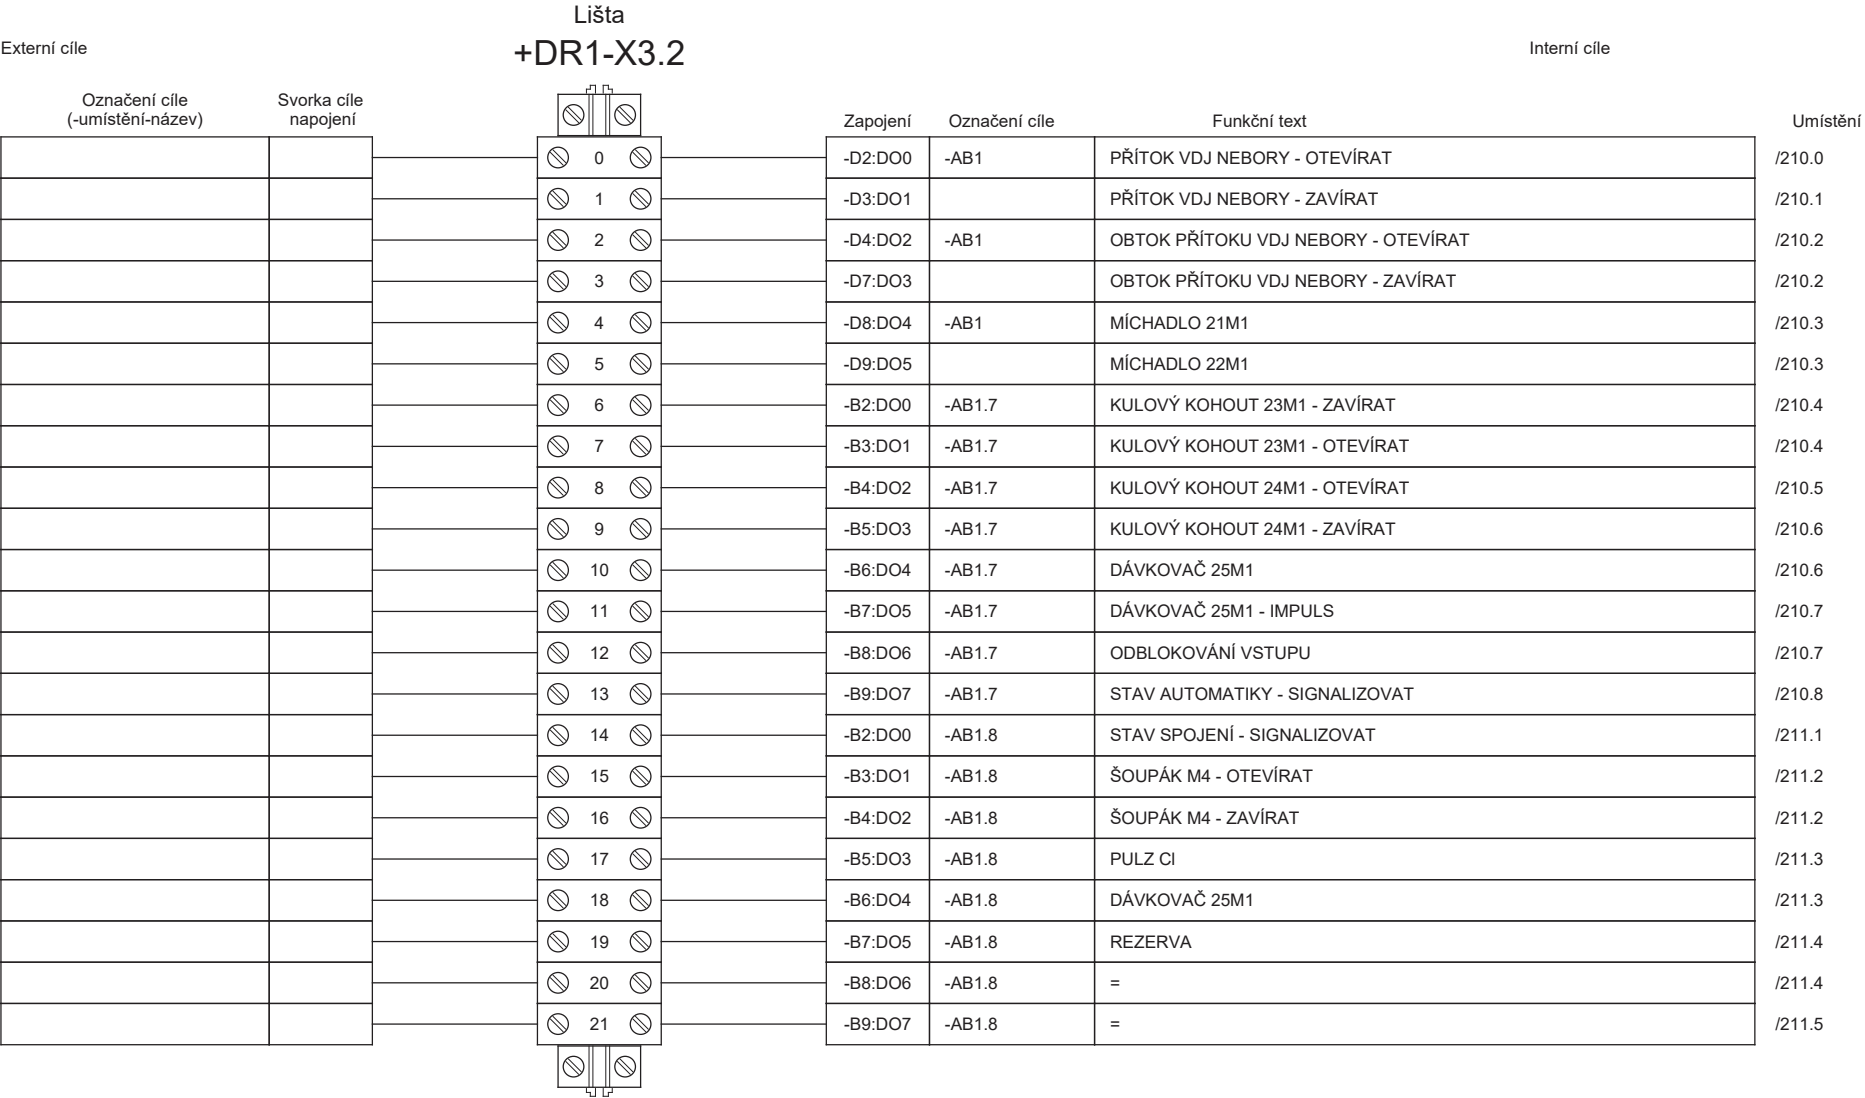 Lišta
Externí cíle +DR1-X3.2 Interní cíle
Označení cíle Svorka cíle
(-umístění-název) napojení Zapojení Označení cíle Funkční text Umístění
0 -D2:DO0 -AB1 PŘÍTOK VDJ NEBORY - OTEVÍRAT /210.0
1 -D3:DO1 PŘÍTOK VDJ NEBORY - ZAVÍRAT /210.1
2 -D4:DO2 -AB1 OBTOK PŘÍTOKU VDJ NEBORY - OTEVÍRAT /210.2
3 -D7:DO3 OBTOK PŘÍTOKU VDJ NEBORY - ZAVÍRAT /210.2
4 -D8:DO4 -AB1 MÍCHADLO 21M1 /210.3
5 -D9:DO5 MÍCHADLO 22M1 /210.3
6 -B2:DO0 -AB1.7 KULOVÝ KOHOUT 23M1 - ZAVÍRAT /210.4
7 -B3:DO1 -AB1.7 KULOVÝ KOHOUT 23M1 - OTEVÍRAT /210.4
8 -B4:DO2 -AB1.7 KULOVÝ KOHOUT 24M1 - OTEVÍRAT /210.5
9 -B5:DO3 -AB1.7 KULOVÝ KOHOUT 24M1 - ZAVÍRAT /210.6
10 -B6:DO4 -AB1.7 DÁVKOVAČ 25M1 /210.6
11 -B7:DO5 -AB1.7 DÁVKOVAČ 25M1 - IMPULS /210.7
12 -B8:DO6 -AB1.7 ODBLOKOVÁNÍ VSTUPU /210.7
13 -B9:DO7 -AB1.7 STAV AUTOMATIKY - SIGNALIZOVAT /210.8
14 -B2:DO0 -AB1.8 STAV SPOJENÍ - SIGNALIZOVAT /211.1
15 -B3:DO1 -AB1.8 ŠOUPÁK M4 - OTEVÍRAT /211.2
16 -B4:DO2 -AB1.8 ŠOUPÁK M4 - ZAVÍRAT /211.2
17 -B5:DO3 -AB1.8 PULZ Cl /211.3
18 -B6:DO4 -AB1.8 DÁVKOVAČ 25M1 /211.3
19 -B7:DO5 -AB1.8 REZERVA /211.4
20 -B8:DO6 -AB1.8 = /211.4
21 -B9:DO7 -AB1.8 = /211.5